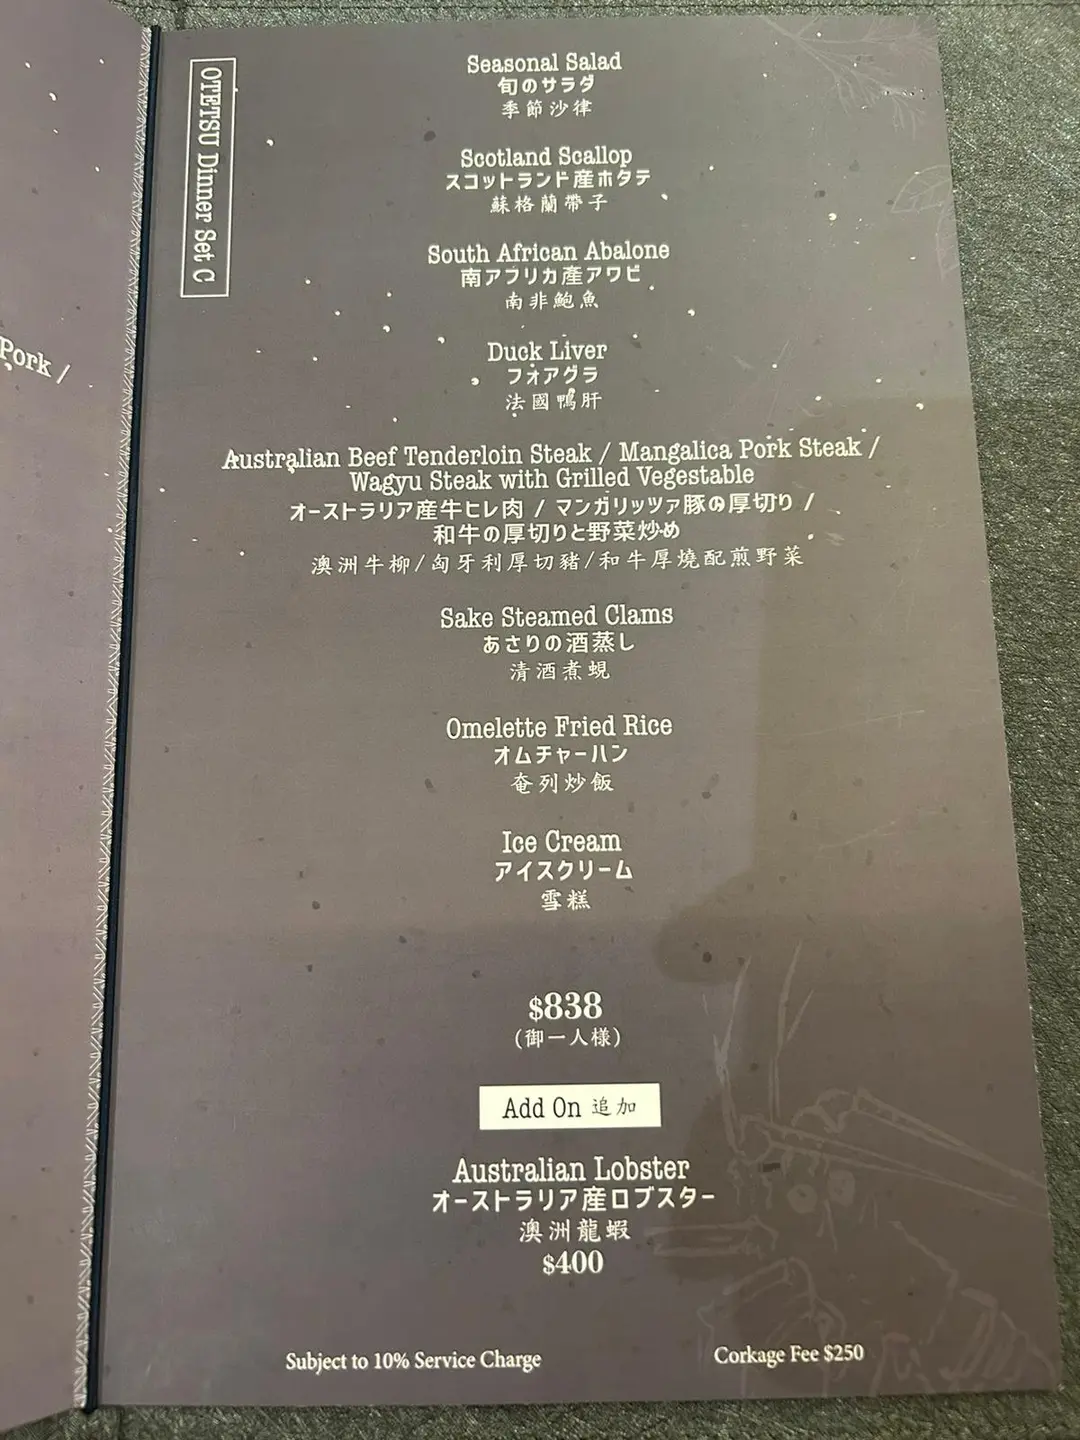 Pork /
OTETSU Dinner Set C
Seasonal Salad
旬のサラダ
季節沙律
Scotland Scallop
スコットランド産ホタテ
蘇格蘭帶子
South African Abalone
南アフリカ産アワビ
南非鮑魚
Duck Liver
フォアグラ
法國鴨肝
Australian Beef Tenderloin Steak / Mangalica Pork Steak /
Wagyu Steak with Grilled Vegestable
オーストラリア産牛ヒレ肉 / マンガリッツァ豚の厚切り /
和牛の厚切りと野菜炒め
澳洲牛柳/匈牙利厚切豬/和牛厚燒配煎野菜
Sake Steamed Clams
あさりの酒蒸し
清酒煮蜆
Omelette Fried Rice
オムチャーハン
奄列炒飯
Ice Cream
アイスクリーム
雪糕
$838
(御一人様)
Add On 追加
Australian Lobster
オーストラリア産ロブスター
澳洲龍蝦
$400
Subject to 10% Service Charge
Corkage Fee $250